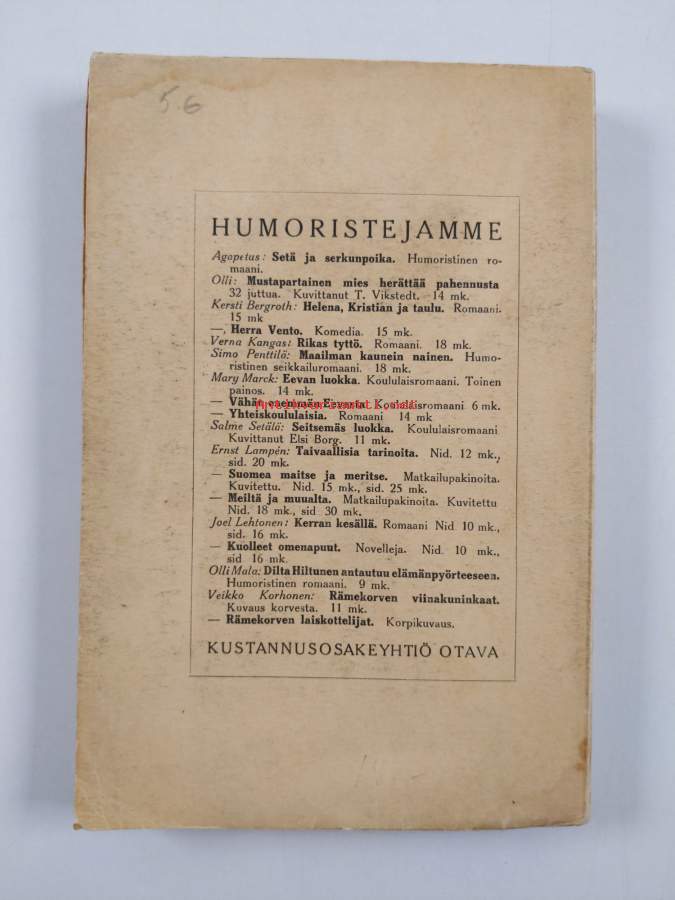 5.6
HUMORISTEJAMME
Agapetus: Setä ja serkunpoika. Humoristinen ro-
maani.
Olli: Mustapartainen mies herättää pahennusta
32 juttua. Kuvittanut T. Vikstedt. 14 mk.
Kersti Bergroth: Helena, Kristian ja taulu. Romaani.
15 mk
—, Herra Vento. Komedia. 15 mk.
Verna Kangas: Rikas tyttö. Romaani. 18 mk.
Simo Penttilä: Maailman kaunein nainen. Humo-
ristinen seikkailuromaani. 18 mk.
Mary Marck: Eevan luokka. Koululaisromaani. Toinen
painos. 14 mk.
— Vähän Koululaisromaani 6 mk.
— Yhteiskoululaisia. Romaani 14 mk
Salme Setälä: Seitsemäs luokka. Koululaisromaani
Kuvittanut Elsi Borg. 11 mk.
Ernst Lampén: Taivaallisia tarinoita. Nid. 12 mk.,
sid. 20 mk.
— Suomea maitse ja meritse. Matkailupakinoita.
Kuvitettu. Nid. 15 mk., sid. 25 mk.
— Meiltä ja muualta. Matkailupakinoita. Kuvitettu
Nid. 18 mk., sid 30 mk.
Joel Lehtonen: Kerran kesällä. Romaani Nid 10 mk.,
sid. 16 mk.
— Kuolleet omenapuut. Novelleja. Nid. 10 mk.,
sid 16 mk.
Olli Mala: Dilta Hiltunen antautuu elämänpyörteeseen.
Humoristinen romaani. 9 mk.
Veikko Korhonen: Rämekorven viinakuninkaat.
Kuvaus korvesta. 11 mk.
— Rämekorven laiskottelijat. Korpikuvaus.
KUSTANNUSOSAKEYHTIÖ OTAVA